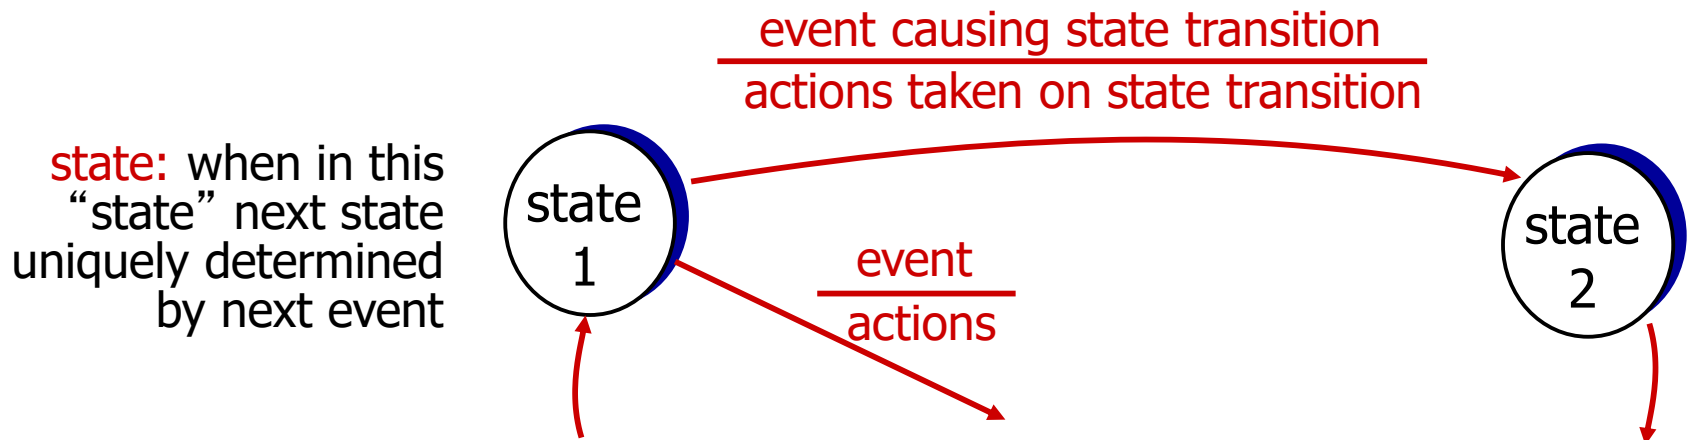 event causing state transition
actions taken on state transition
state: when in this
“state” next state
uniquely determined
by next event
state
1
event
actions
state
2